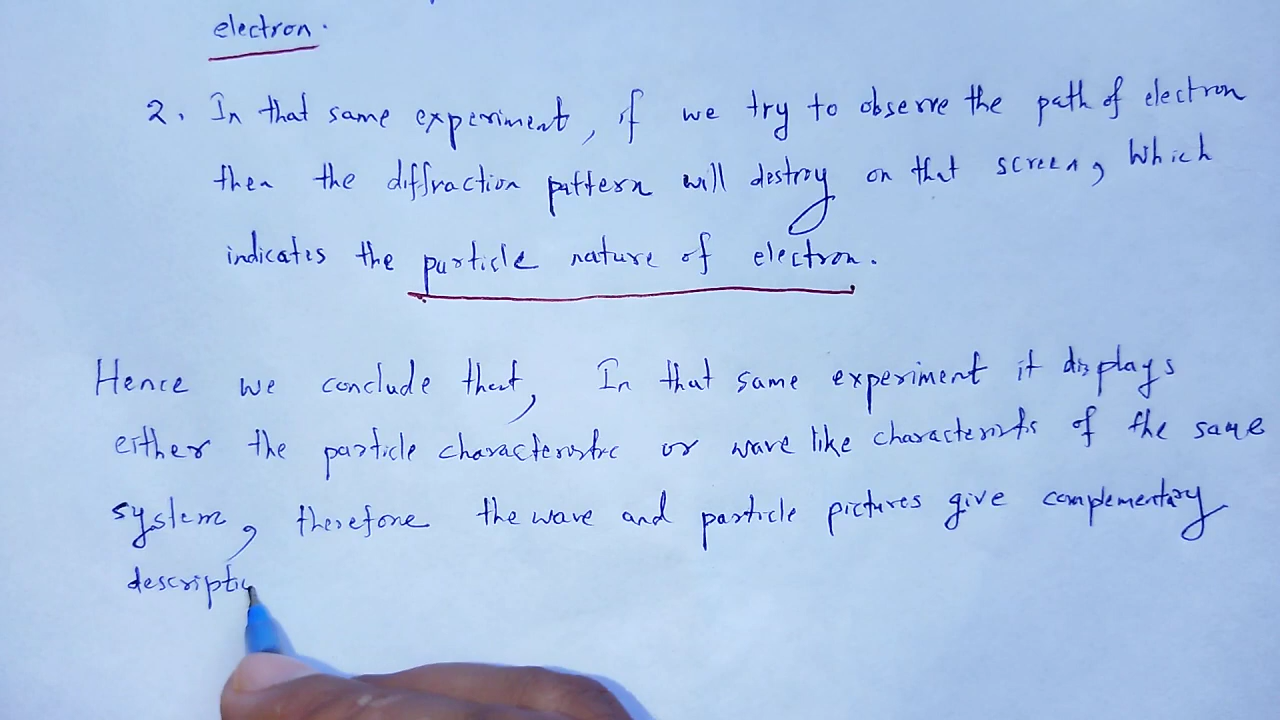 electron.
2. In that same experiment, if we try to observe the path of electron
then the diffraction pattern will destroy on that screen, which
indicates the particle nature of electron.
Hence we conclude that, In that same experiment it displays
either the particle characteristic or wave like characteristics of the same
system, therefore the wave and particle pictures give complementary
descriptio